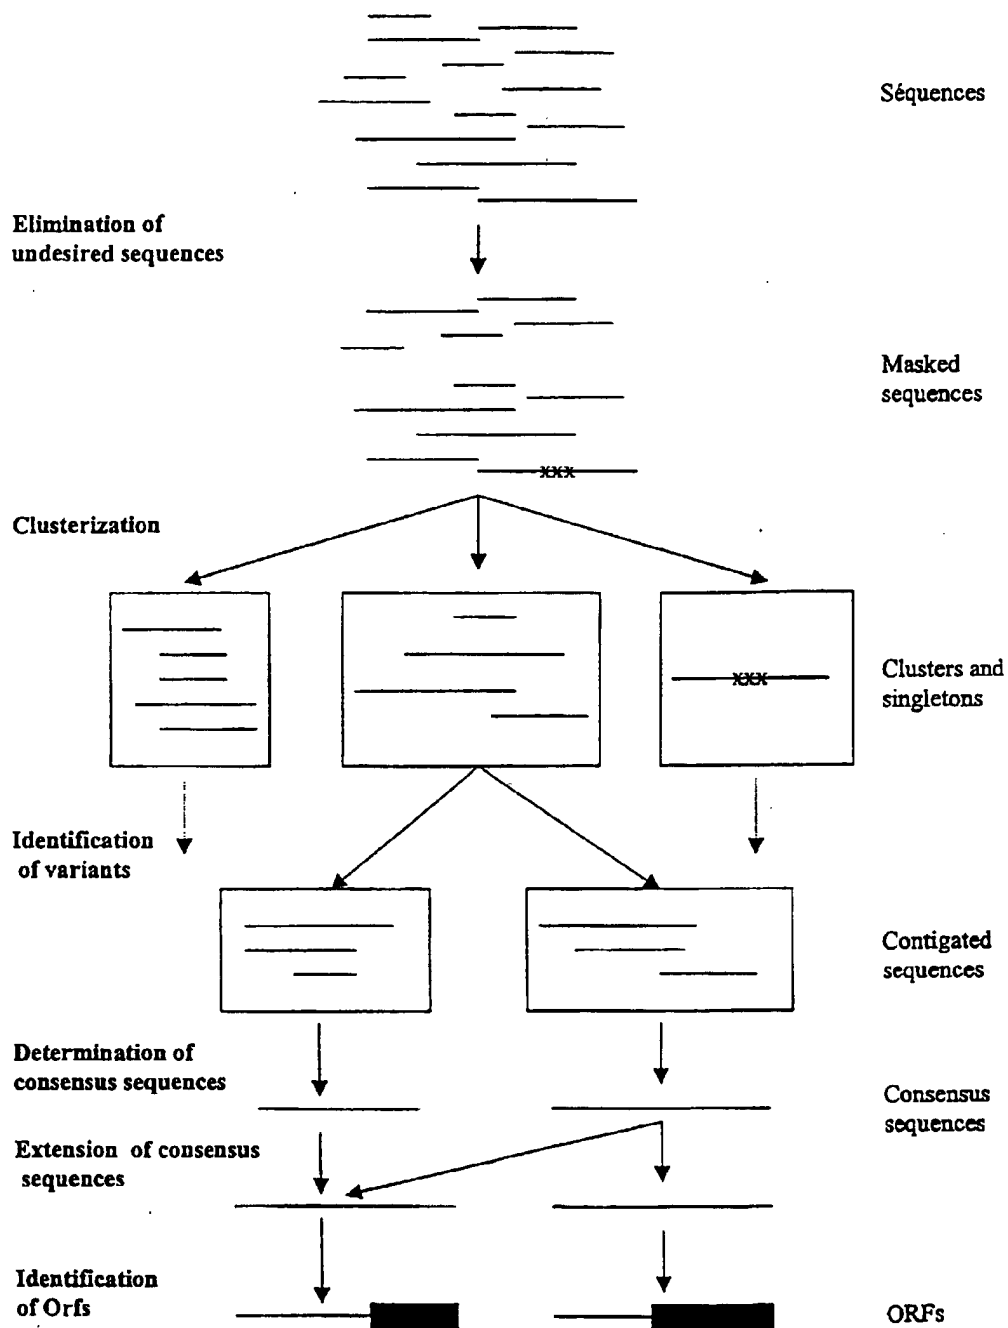 Séquences
Elimination of
undesired sequences
Masked
sequences
xxx
Clusterization
Clusters and
singletons
xxx
Identification
of variants
Contigated
sequences
Determination of
consensus sequences
Consensus
sequences
Extension of consensus
sequences
Identification
of Orfs
ORFs